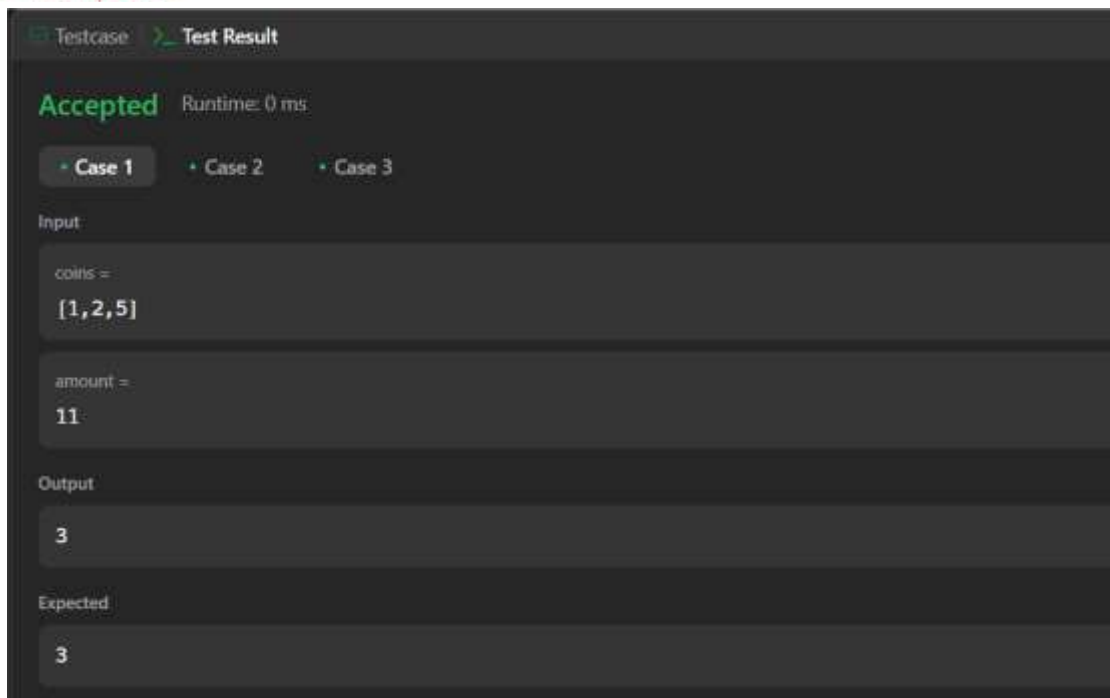 Testcase >_ Test Result
Accepted Runtime: 0 ms
• Case 1 • Case 2 • Case 3
Input
coins =
[1,2,5]
amount =
11
Output
3
Expected
3